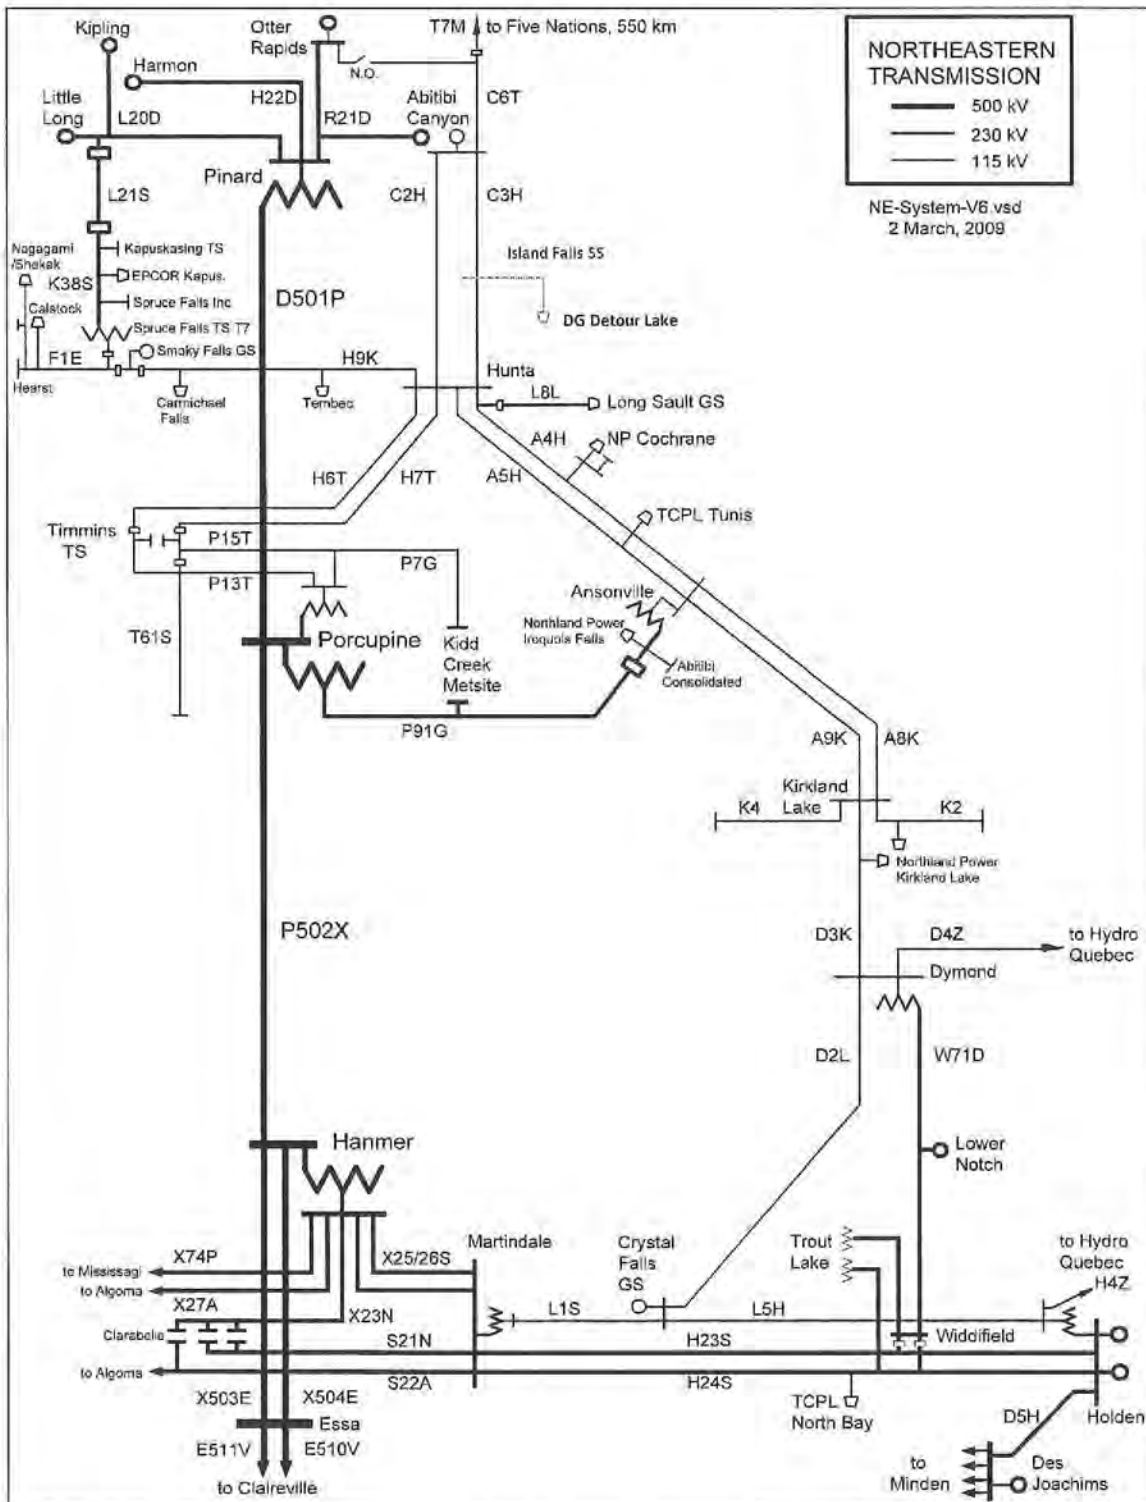 Kipling
Otter
Rapids
T7M
to Five Nations, 550 km
NORTHEASTERN
TRANSMISSION
500 kV
230 kV
115 kV
NE-System-V6.vsd
2 March, 2009
Harmon
N.O.
H22D
Little
Long
L20D
R21D
Abitibi
Canyon
C6T
Pinard
L21S
C2H
C3H
Nagagami
/Shekak
Kapuskasing TS
K38S
EPCOR Kapus.
Island Falls SS
Calstock
Spruce Falls Inc
D501P
DG Detour Lake
Spruce Falls TS T7
F1E
Smoky Falls GS
H9K
Hunta
Hearst
Carmichael
Falls
Tembec
L8L
Long Sault GS
A4H
NP Cochrane
H6T
H7T
A5H
TCPL Tunis
Timmins
TS
P15T
P7G
P13T
Ansonville
T61S
Porcupine
Kidd
Creek
Metsite
Northland Power
Iroquois Falls
Abitibi
Consolidated
P91G
A9K
A8K
Kirkland
Lake
K4
K2
Northland Power
Kirkland Lake
P502X
D3K
D4Z
to Hydro
Quebec
Dymond
D2L
W71D
Hanmer
Lower
Notch
X74P
X25/26S
Martindale
Crystal
Falls
GS
Trout
Lake
to Hydro
Quebec
H4Z
to Mississagi
to Algoma
X27A
X23N
L1S
L5H
Clarabelle
S21N
H23S
Widdifield
to Algoma
S22A
H24S
X503E
X504E
TCPL
North Bay
D5H
Holden
Essa
E511V
E510V
to Claireville
to
Minden
Des
Joachims